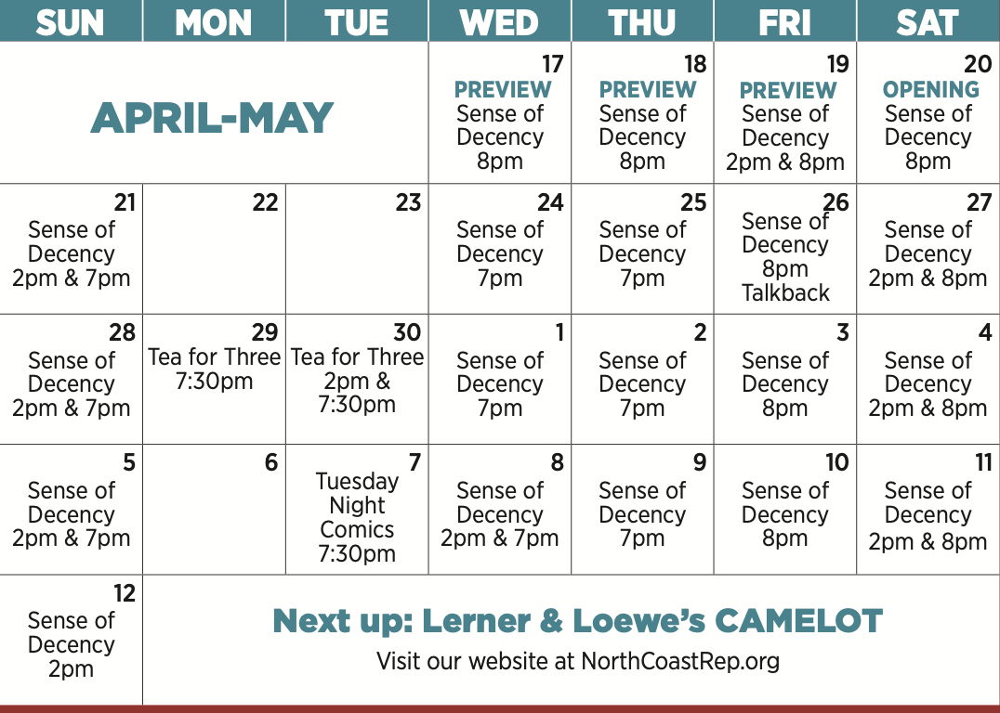 SUN MON TUE WED THU FRI SAT
APRIL-MAY
17
PREVIEW
Sense of
Decency
8pm
18
PREVIEW
Sense of
Decency
8pm
19
PREVIEW
Sense of
Decency
2pm & 8pm
20
OPENING
Sense of
Decency
8pm
21
Sense of
Decency
2pm & 7pm
22
23
24
Sense of
Decency
7pm
25
Sense of
Decency
7pm
26
Sense of
Decency
8pm
Talkback
27
Sense of
Decency
2pm & 8pm
28
Sense of
Decency
2pm & 7pm
29
Tea for Three
7:30pm
30
Tea for Three
2pm &
7:30pm
1
Sense of
Decency
7pm
2
Sense of
Decency
7pm
3
Sense of
Decency
8pm
4
Sense of
Decency
2pm & 8pm
5
Sense of
Decency
2pm & 7pm
6
7
Tuesday
Night
Comics
7:30pm
8
Sense of
Decency
2pm & 7pm
9
Sense of
Decency
7pm
10
Sense of
Decency
8pm
11
Sense of
Decency
2pm & 8pm
12
Sense of
Decency
2pm
Next up: Lerner & Loewe’s CAMELOT
Visit our website at NorthCoastRep.org